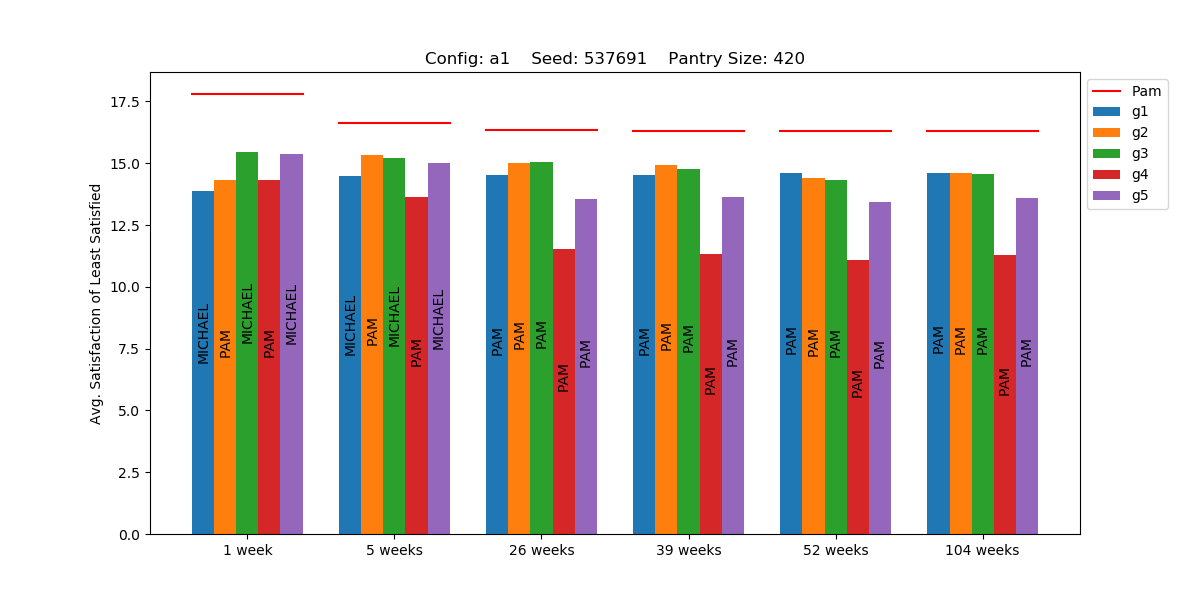 Config: a1    Seed: 537691    Pantry Size: 420
Avg. Satisfaction of Least Satisfied
17.5
15.0
12.5
10.0
7.5
5.0
2.5
0.0
MICHAEL PAM MICHAEL PAM MICHAEL
MICHAEL PAM MICHAEL PAM MICHAEL
PAM PAM PAM PAM PAM
PAM PAM PAM PAM PAM
PAM PAM PAM PAM PAM
PAM PAM PAM PAM PAM
1 week 5 weeks 26 weeks 39 weeks 52 weeks 104 weeks
Pam
g1
g2
g3
g4
g5